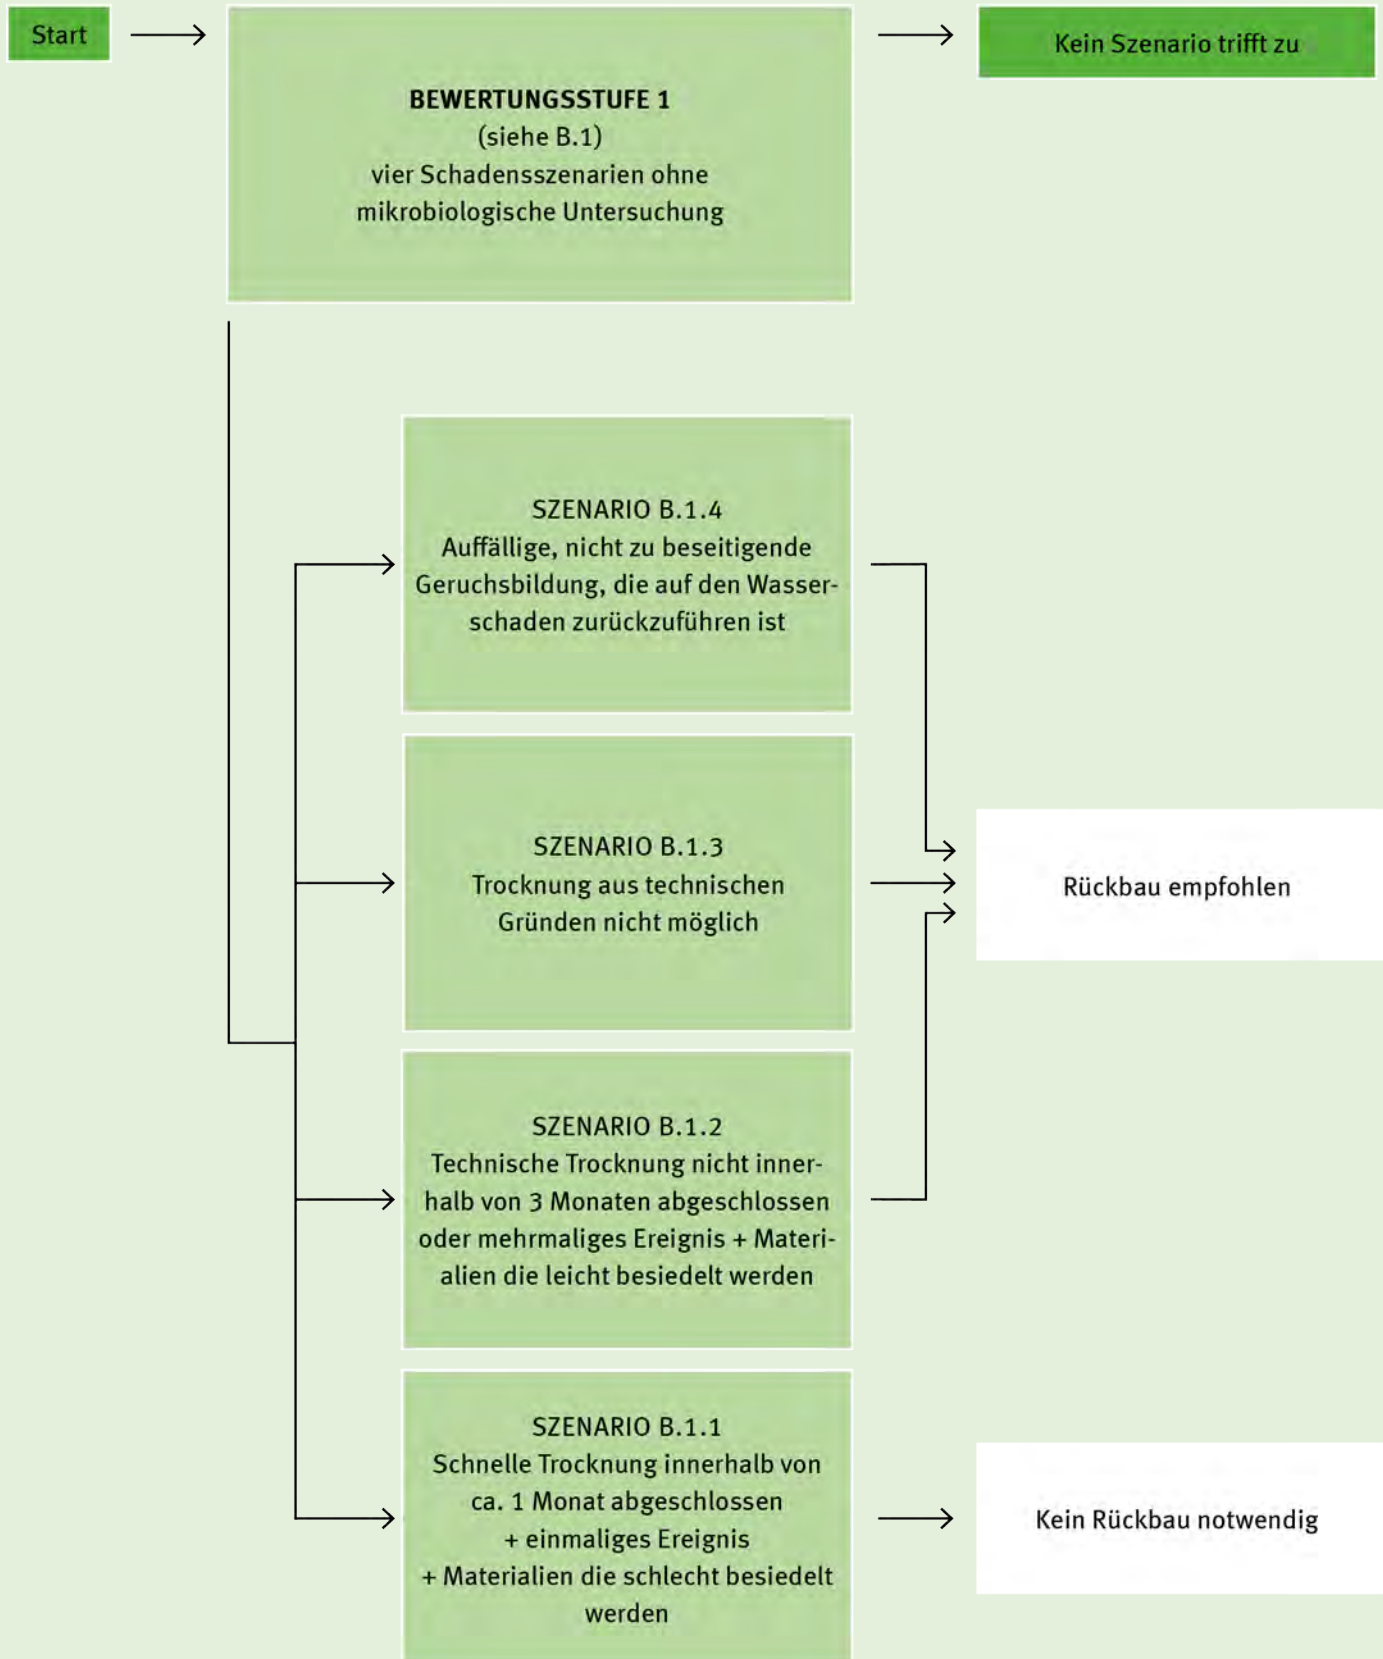 Start
BEWERTUNGSSTUFE 1
(siehe B.1)
vier Schadensszenarien ohne
mikrobiologische Untersuchung
Kein Szenario trifft zu
SZENARIO B.1.4
Auffällige, nicht zu beseitigende
Geruchsbildung, die auf den Wasser-
schaden zurückzuführen ist
SZENARIO B.1.3
Trocknung aus technischen
Gründen nicht möglich
Rückbau empfohlen
SZENARIO B.1.2
Technische Trocknung nicht inner-
halb von 3 Monaten abgeschlossen
oder mehrmaliges Ereignis + Materi-
alien die leicht besiedelt werden
SZENARIO B.1.1
Schnelle Trocknung innerhalb von
ca. 1 Monat abgeschlossen
+ einmaliges Ereignis
+ Materialien die schlecht besiedelt
werden
Kein Rückbau notwendig